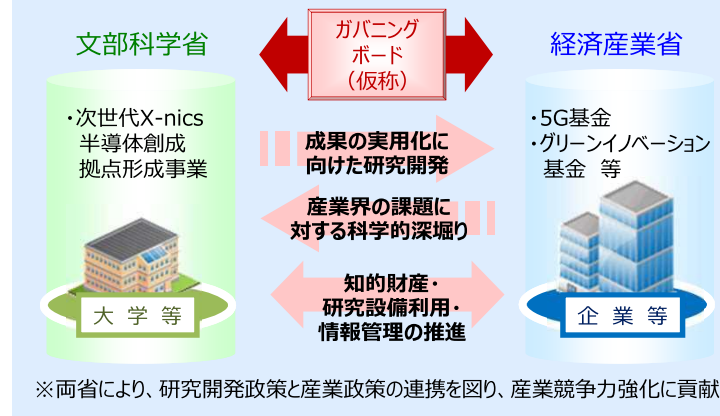 文部科学省
ガバニング
ボード
（仮称）
経済産業省
・次世代X-nics
半導体創成
拠点形成事業
成果の実用化に
向けた研究開発
・5G基金
・グリーンイノベーション
基金 等
産業界の課題に
対する科学的深堀り
知的財産・
研究設備利用・
情報管理の推進
大 学 等
企 業 等
※両省により、研究開発政策と産業政策の連携を図り、産業競争力強化に貢献